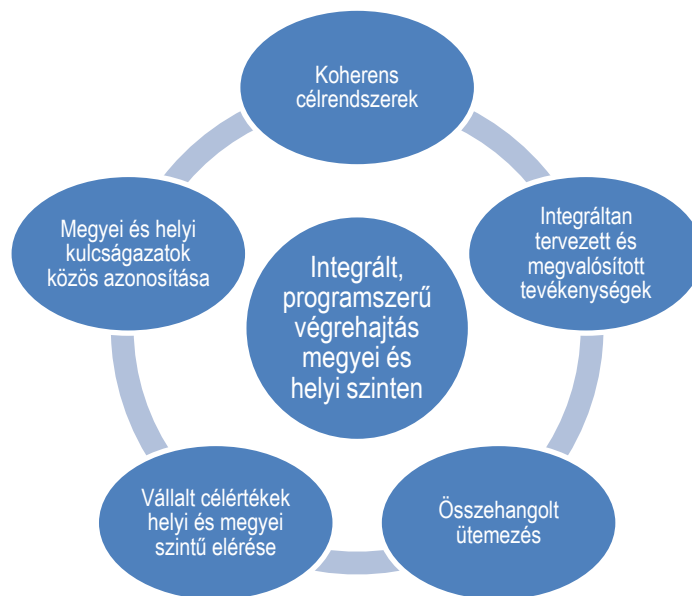 Koherens
célrendszerek
Integráltan
tervezett és
megvalósított
tevékenységek
Összehangolt
ütemezés
Vállalt célértékek
helyi és megyei
szintű elérése
Megyei és helyi
kulcságazatok
közös azonosítása
Integrált,
programszerű
végrehajtás
megyei és
helyi szinten